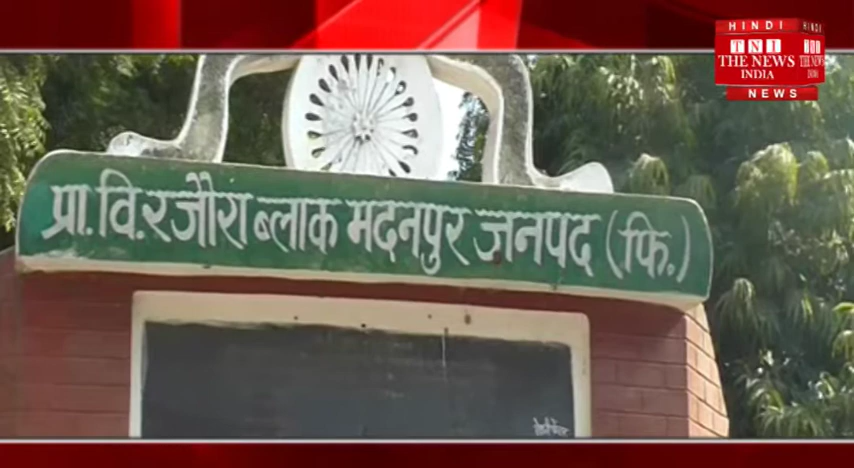 HINDI
TNI
THE NEWS
INDIA
NEWS
प्रा.वि.रजौरा ब्लाक मदनपुर जनपद (फि.)